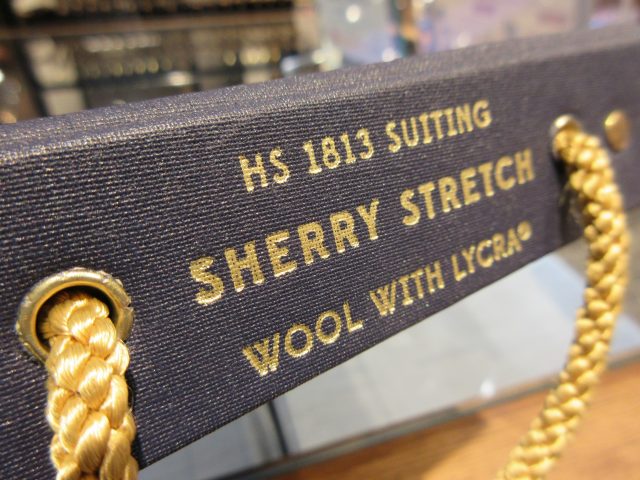 HS 1813 SUITING
SHERRY STRETCH
WOOL WITH LYCRA®